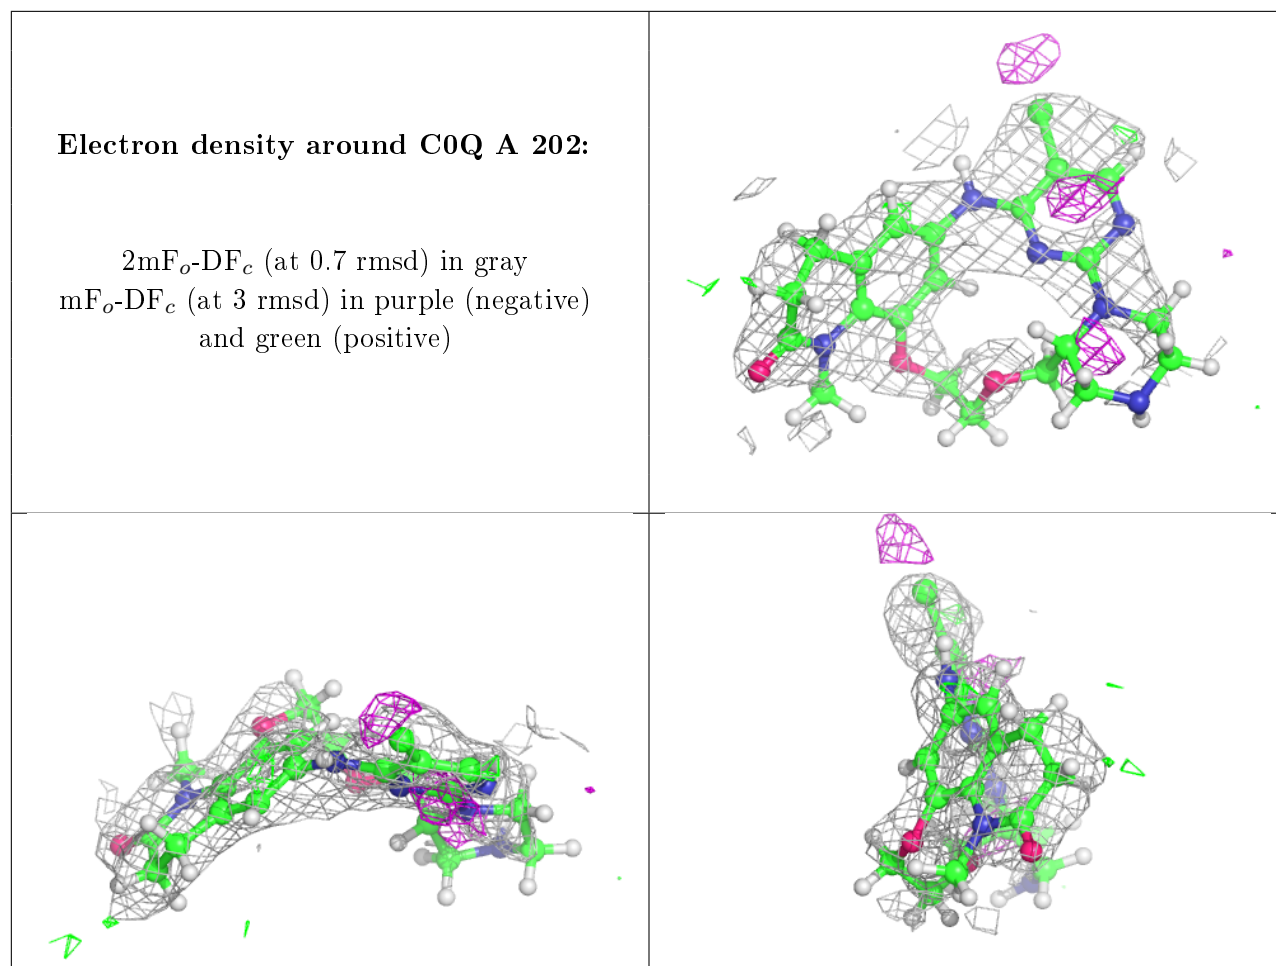 Electron density around C0Q A 202:
2mFo-DFc (at 0.7 rmsd) in gray
mFo-DFc (at 3 rmsd) in purple (negative)
and green (positive)